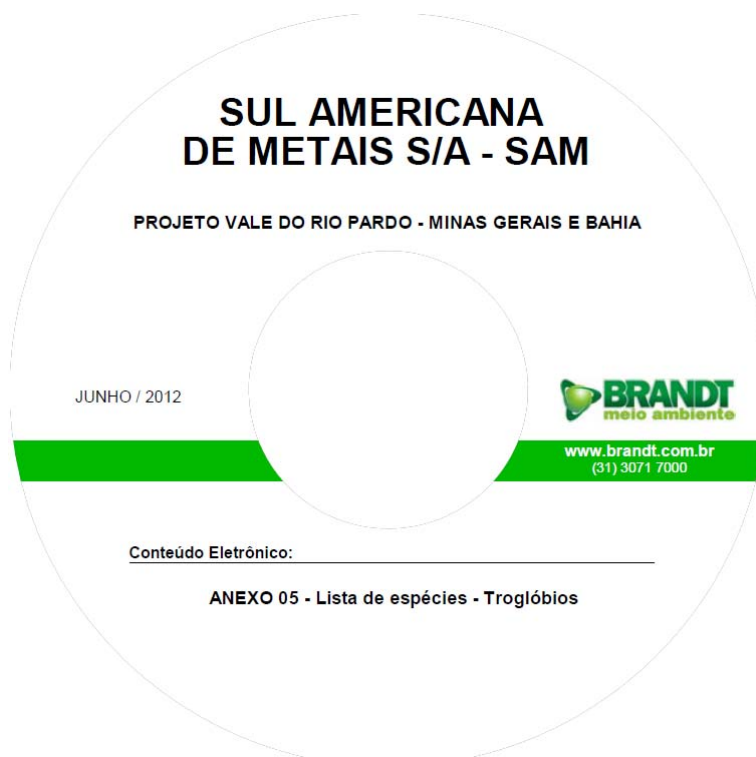 SUL AMERICANA
DE METAIS S/A - SAM
PROJETO VALE DO RIO PARDO - MINAS GERAIS E BAHIA
JUNHO / 2012
BRANDT
meio ambiente
www.brandt.com.br
(31) 3071 7000
Conteúdo Eletrônico:
ANEXO 05 - Lista de espécies - Troglóbios